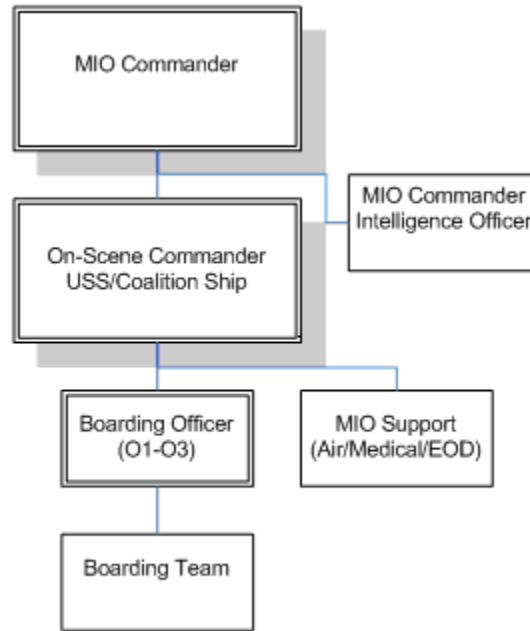 MIO Commander
MIO Commander
Intelligence Officer
On-Scene Commander
USS/Coalition Ship
Boarding Officer
(O1-O3)
MIO Support
(Air/Medical/EOD)
Boarding Team